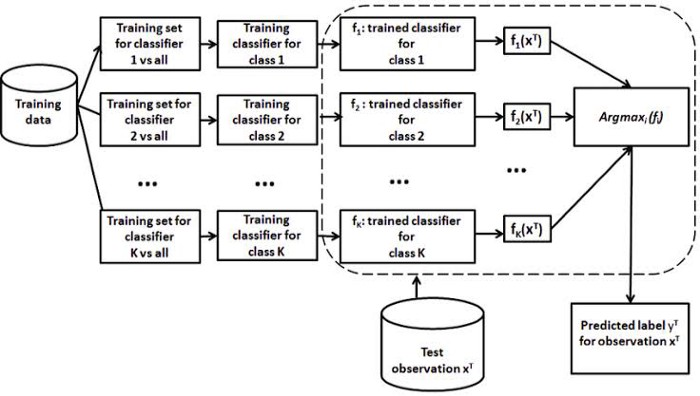 Training
data
Training set
for classifier
1 vs all
Training
classifier for
class 1
f₁: trained classifier
for
class 1
f₁(xᵀ)
Training set for
classifier
2 vs all
Training
classifier for
class 2
f₂ : trained classifier
for
class 2
f₂(xᵀ)
Argmaxᵢ (fᵢ)
...
...
...
...
Training set for
classifier
K vs all
Training
classifier for
class K
fₖ: trained classifier
for
class K
fₖ(xᵀ)
Test
observation xᵀ
Predicted label yᵀ
for observation xᵀ